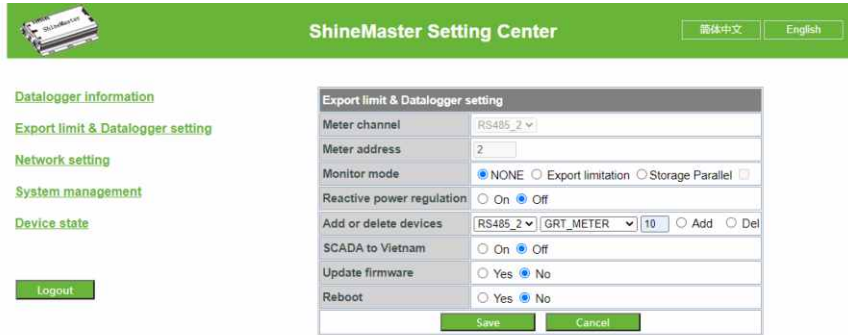 ShineMaster
ShineMaster Setting Center
简体中文
English
Datalogger information
Export limit & Datalogger setting
Network setting
System management
Device state
Logout
Export limit & Datalogger setting
Meter channel RS485_2
Meter address 2
Monitor mode NONE Export limitation Storage Parallel
Reactive power regulation On Off
Add or delete devices RS485_2 GRT_METER 10 Add Del
SCADA to Vietnam On Off
Update firmware Yes No
Reboot Yes No
Save Cancel